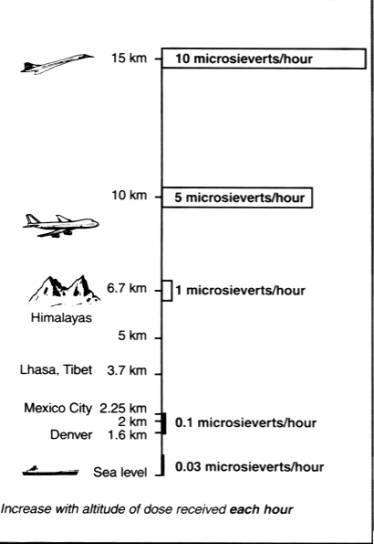 15 km 10 microsieverts/hour
10 km 5 microsieverts/hour
6.7 km 1 microsieverts/hour
Himalayas
5 km
Lhasa, Tibet 3.7 km
Mexico City 2.25 km
2 km 0.1 microsieverts/hour
Denver 1.6 km
Sea level 0.03 microsieverts/hour
Increase with altitude of dose received each hour